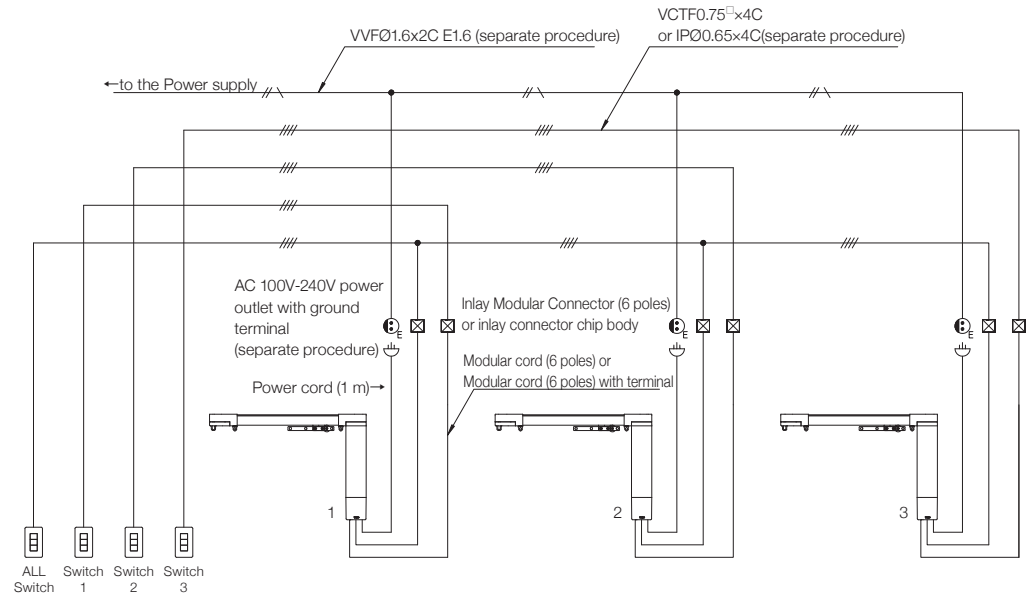 VCTF0.75□×4C
or IPØ0.65×4C(separate procedure)
VVFØ1.6x2C E1.6 (separate procedure)
←to the Power supply
AC 100V-240V power
outlet with ground
terminal
(separate procedure)
Inlay Modular Connector (6 poles)
or inlay connector chip body
E
E
E
Modular cord (6 poles) or
Modular cord (6 poles) with terminal
Power cord (1 m)→
1
2
3
ALL
Switch
Switch
1
Switch
2
Switch
3